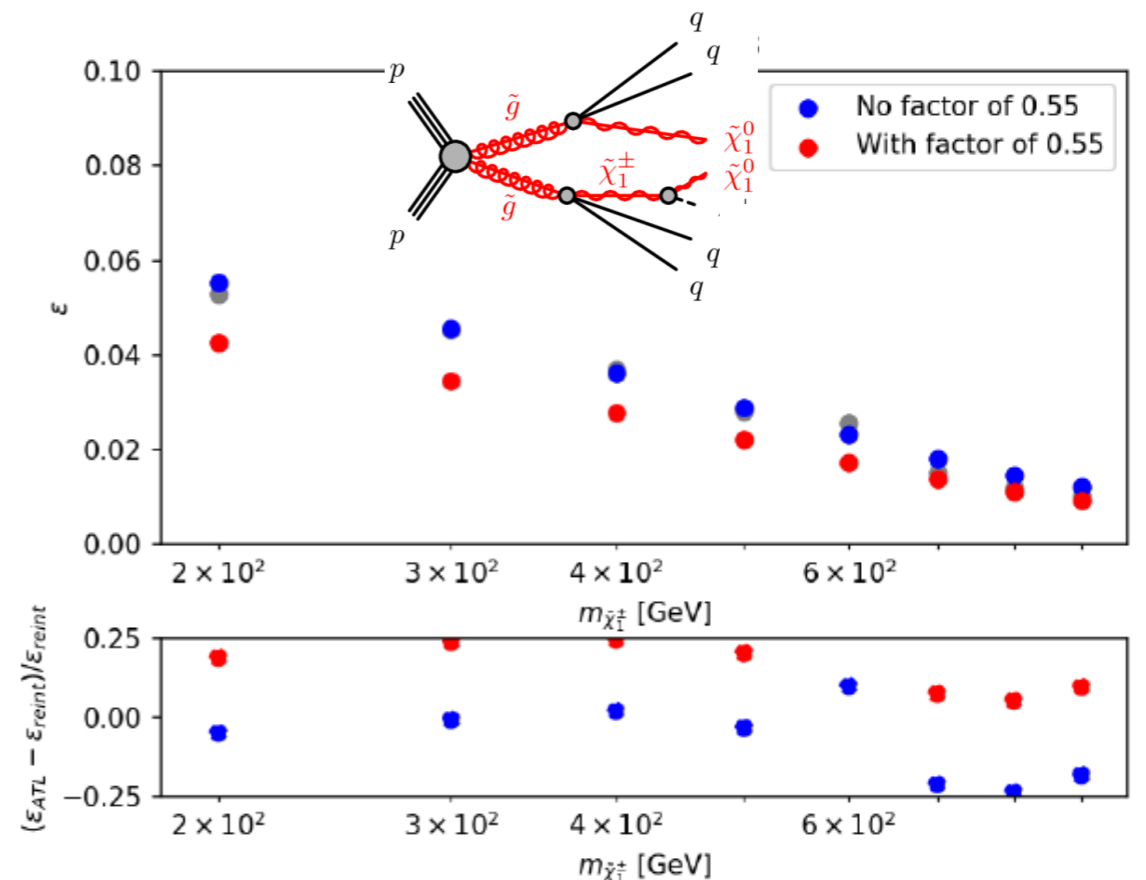 q
q
p
0.10
g̃
No factor of 0.55
With factor of 0.55
χ̃₁⁰
0.08
χ̃₁±
χ̃₁⁰
g̃
p
q
0.06
q
ε
0.04
0.02
0.00
2 × 10²
3 × 10²
4 × 10²
6 × 10²
m_χ̃₁± [GeV]
(ε_ATL − ε_reint)/ε_reint
0.25
0.00
−0.25
2 × 10²
3 × 10²
4 × 10²
6 × 10²
m_χ̃₁± [GeV]